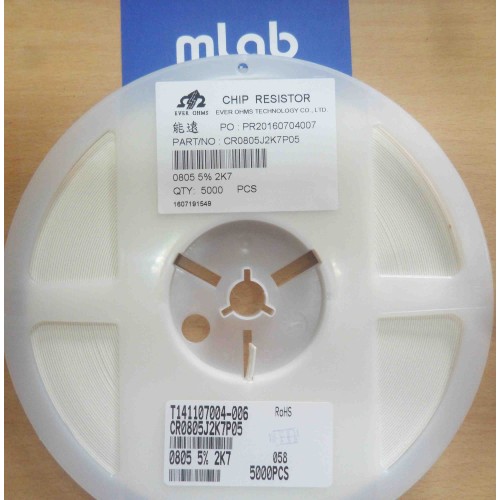 mLab
CHIP RESISTOR
EVER OHMS
EVER OHMS TECHNOLOGY CO., LTD.
能遠 PO : PR20160704007
PART/NO : CR0805J2K7P05
0805 5% 2K7
QTY: 5000 PCS
1607191548
T141107004-006 RoHS
CR0805J2K7P05
0805 5% 2K7 058
5000PCS